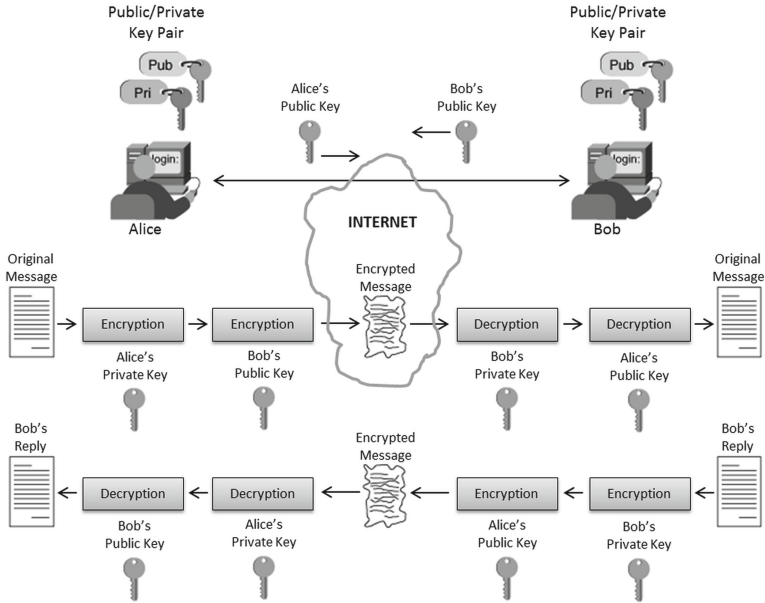 Public/Private
Key Pair
Pub
Pri
login:
Alice
Alice's
Public Key
Bob's
Public Key
Public/Private
Key Pair
Pub
Pri
login:
Bob
INTERNET
Original
Message
Encryption
Alice's
Private Key
Encryption
Bob's
Public Key
Encrypted
Message
Decryption
Bob's
Private Key
Decryption
Alice's
Public Key
Original
Message
Bob's
Reply
Decryption
Bob's
Public Key
Decryption
Alice's
Private Key
Encrypted
Message
Encryption
Alice's
Public Key
Encryption
Bob's
Private Key
Bob's
Reply